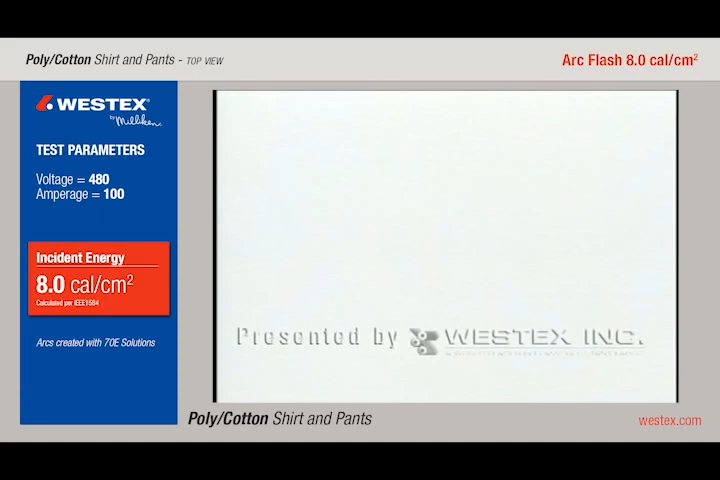 Poly/Cotton Shirt and Pants - TOP VIEW
Arc Flash 8.0 cal/cm²
WESTEX®
by Milliken.
TEST PARAMETERS
Voltage = 480
Amperage = 100
Incident Energy
8.0 cal/cm²
Calculated per IEEE1584
Arcs created with 70E Solutions
Presented by WESTEX INC.
Poly/Cotton Shirt and Pants
westex.com